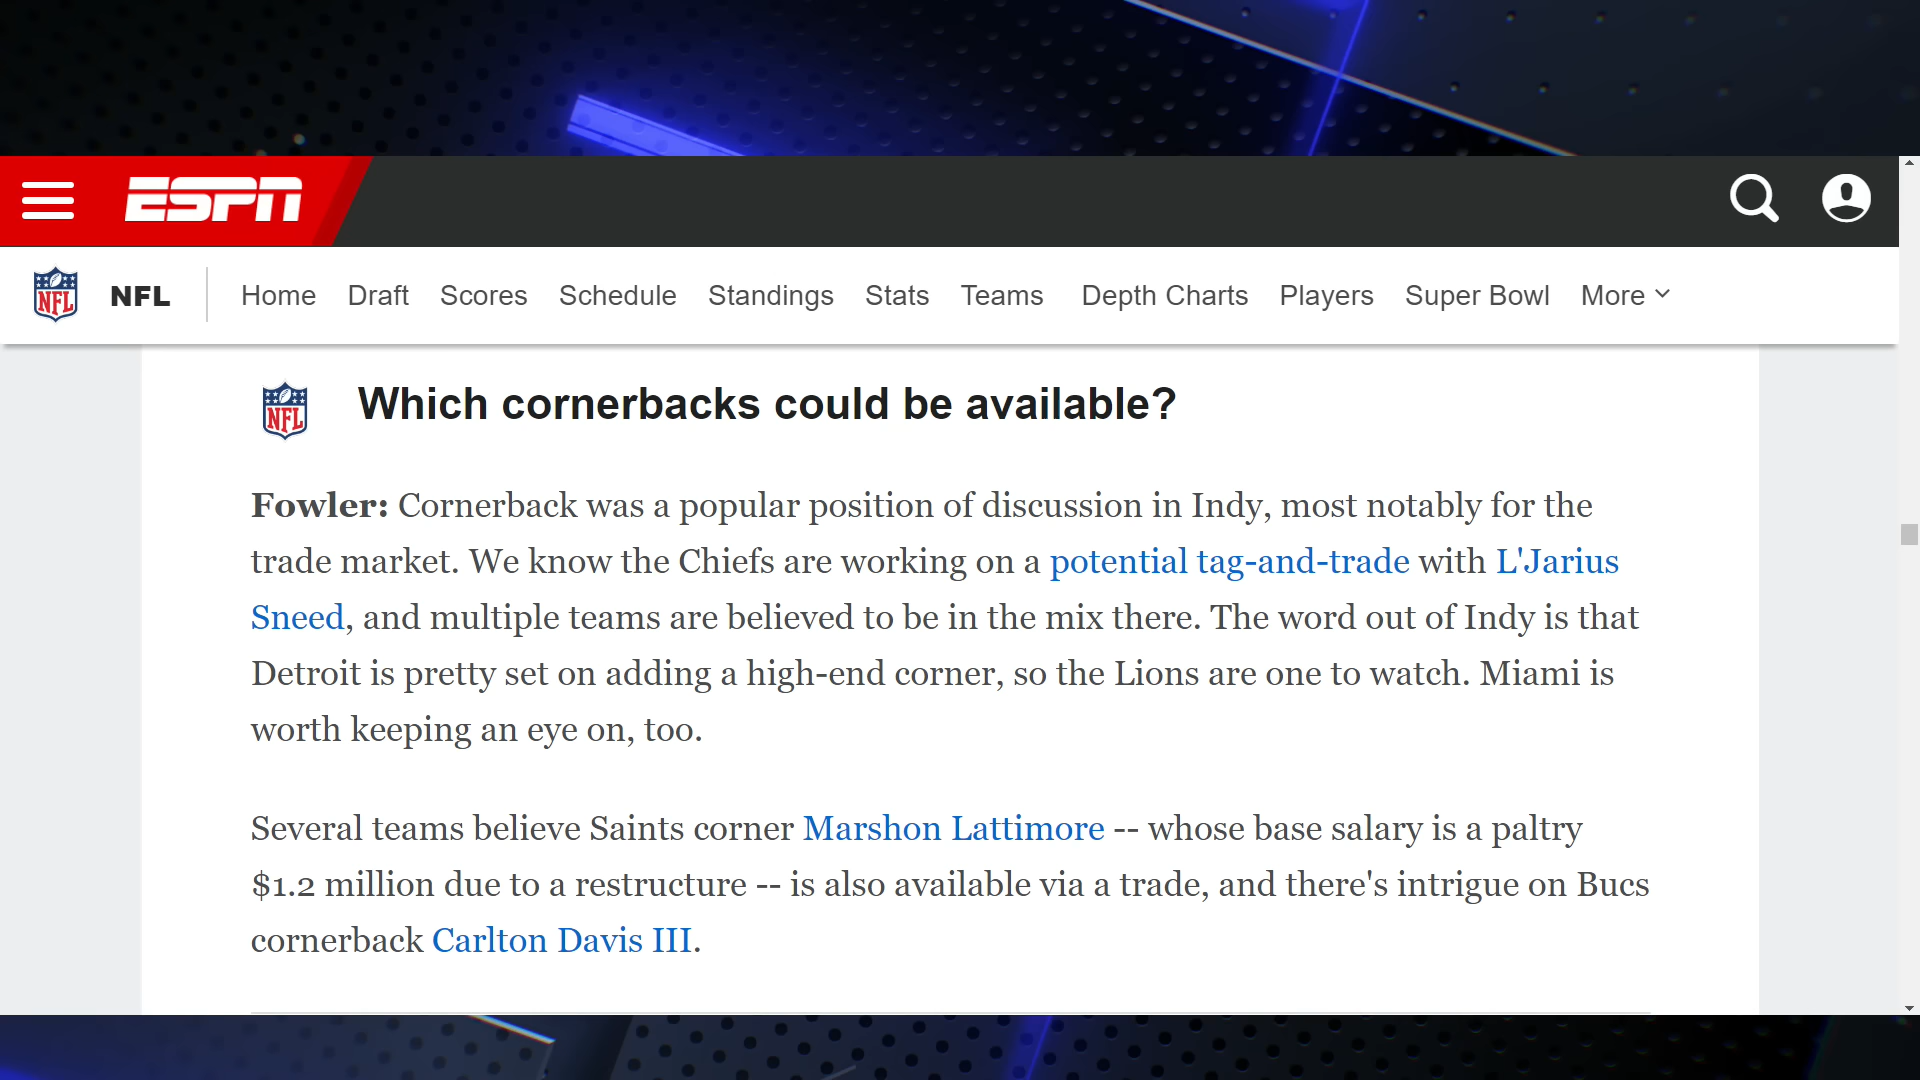 ESPN
NFL
NFL
Home
Draft
Scores
Schedule
Standings
Stats
Teams
Depth Charts
Players
Super Bowl
More
NFL
Which cornerbacks could be available?
Fowler: Cornerback was a popular position of discussion in Indy, most notably for the
trade market. We know the Chiefs are working on a potential tag-and-trade with L'Jarius
Sneed, and multiple teams are believed to be in the mix there. The word out of Indy is that
Detroit is pretty set on adding a high-end corner, so the Lions are one to watch. Miami is
worth keeping an eye on, too.
Several teams believe Saints corner Marshon Lattimore -- whose base salary is a paltry
$1.2 million due to a restructure -- is also available via a trade, and there's intrigue on Bucs
cornerback Carlton Davis III.